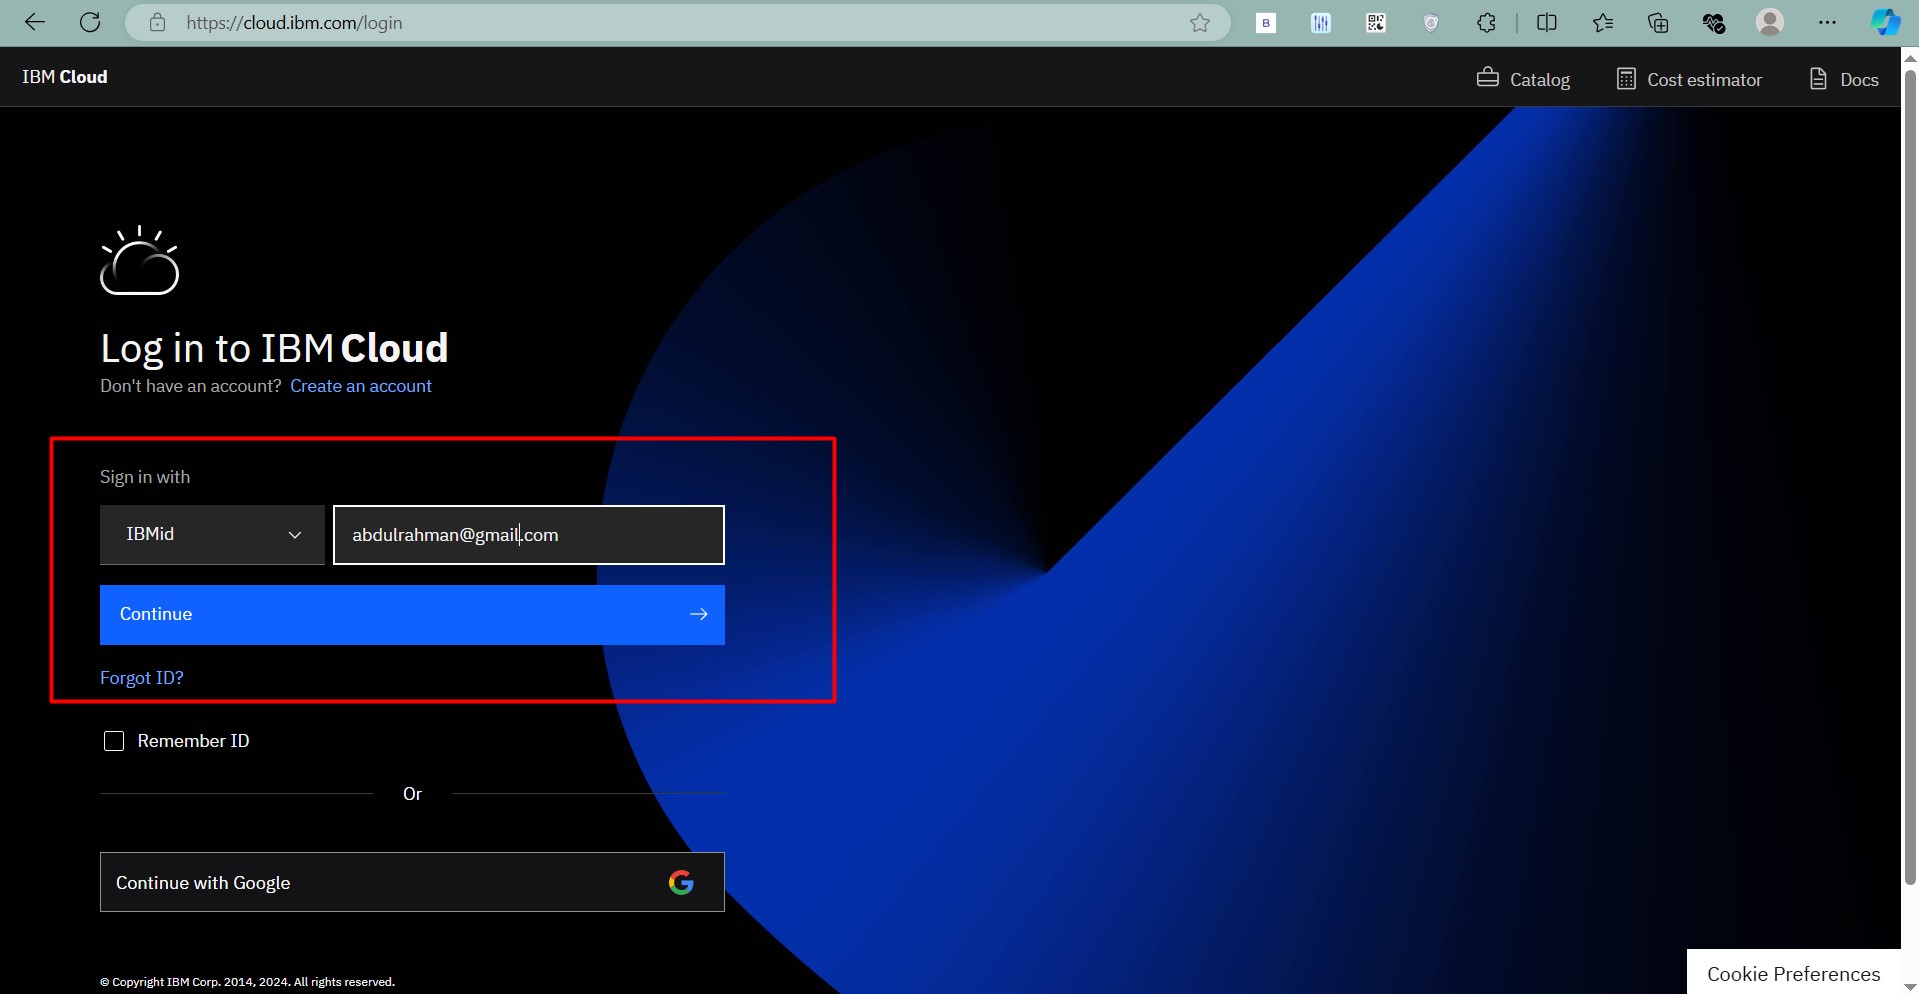 https://cloud.ibm.com/login
B
IBM Cloud
Catalog
Cost estimator
Docs
Log in to IBM Cloud
Don't have an account? Create an account
Sign in with
IBMid
abdulrahman@gmail.com
Continue
Forgot ID?
Remember ID
Or
Continue with Google
© Copyright IBM Corp. 2014, 2024. All rights reserved.
Cookie Preferences